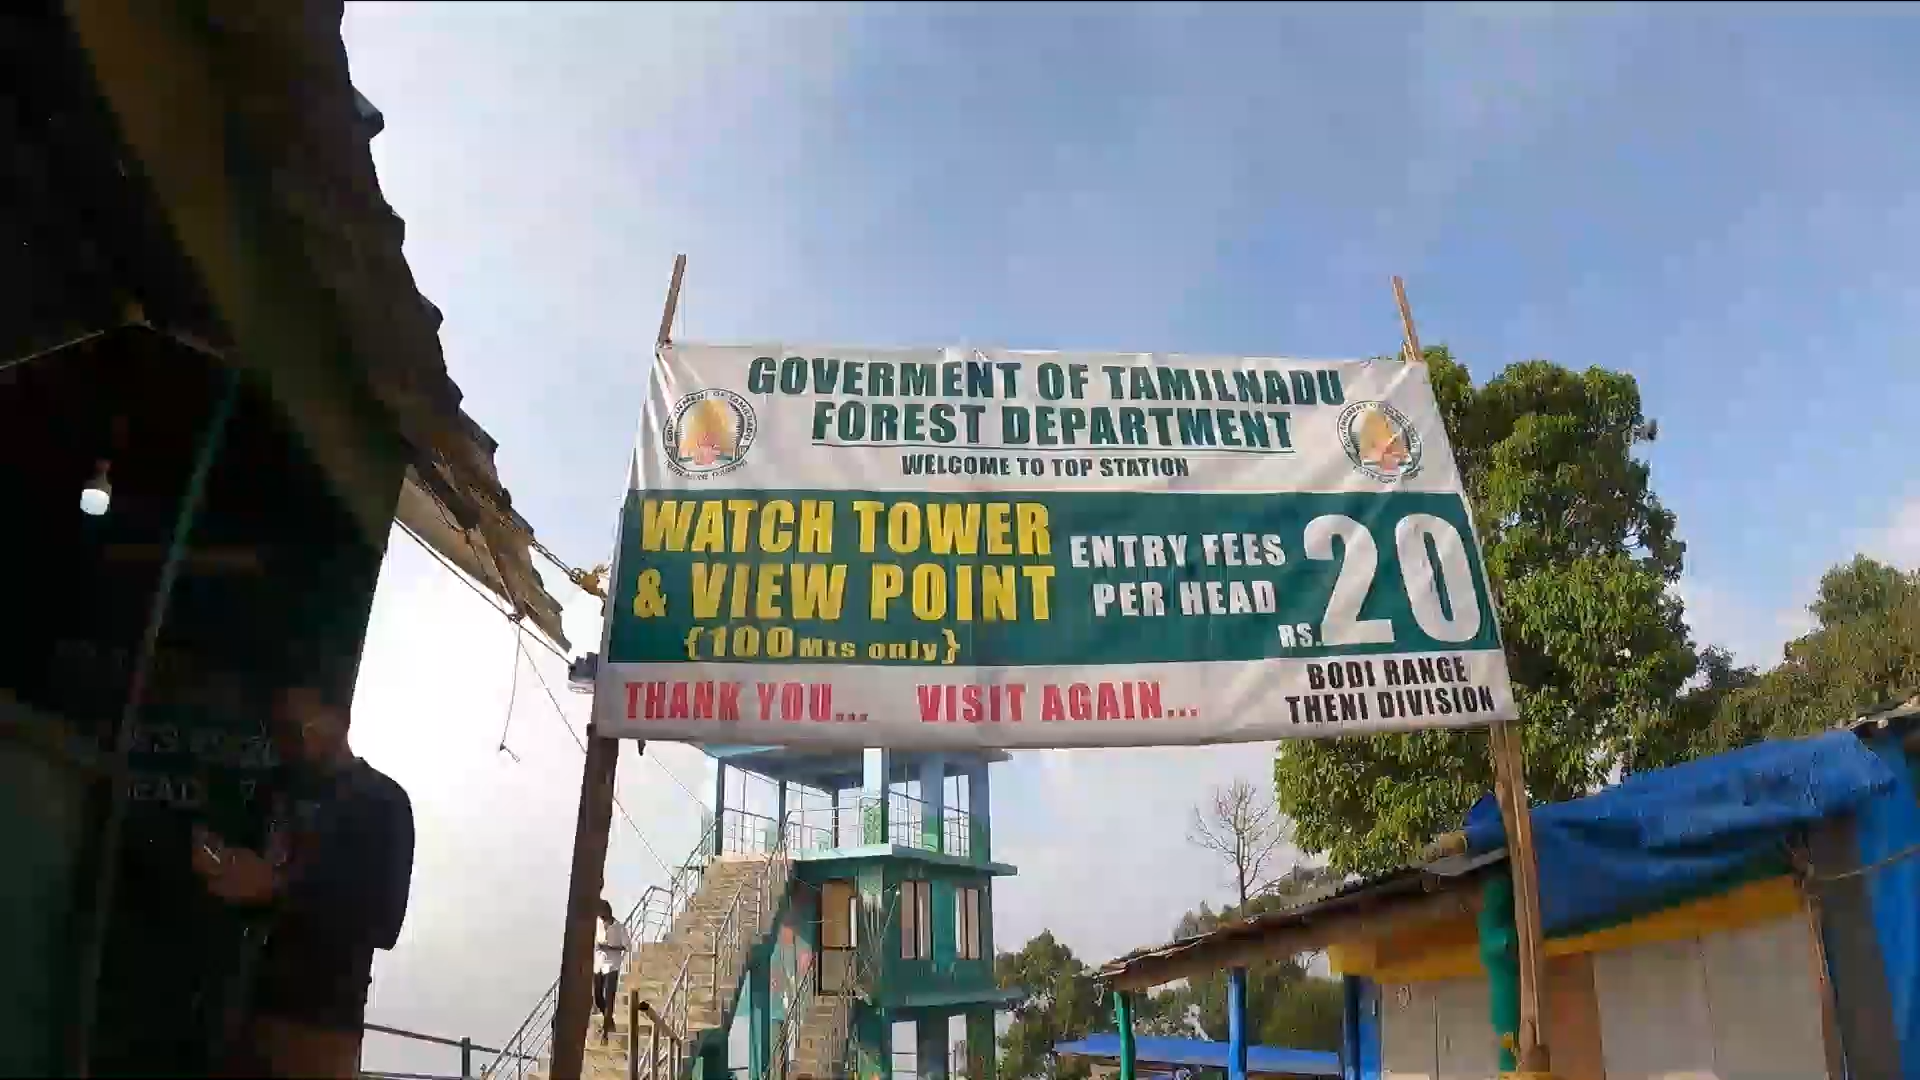 GOVERMENT OF TAMILNADU
FOREST DEPARTMENT
WELCOME TO TOP STATION
WATCH TOWER
& VIEW POINT
{100Mts only}
ENTRY FEES
PER HEAD
RS.20
THANK YOU... VISIT AGAIN...
BODI RANGE
THENI DIVISION